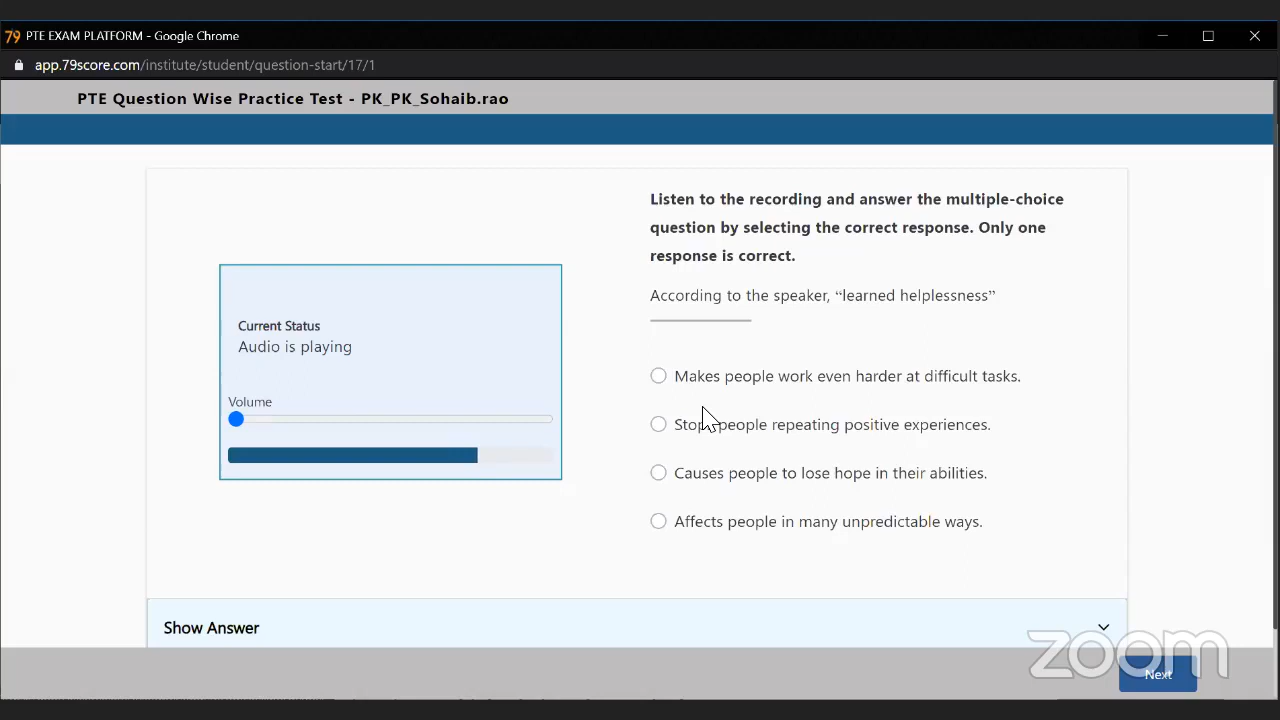 79 PTE EXAM PLATFORM - Google Chrome
app.79score.com/institute/student/question-start/17/1
PTE Question Wise Practice Test - PK_PK_Sohaib.rao
Listen to the recording and answer the multiple-choice
question by selecting the correct response. Only one
response is correct.
According to the speaker, “learned helplessness”
Current Status
Audio is playing
Volume
Makes people work even harder at difficult tasks.
Stops people repeating positive experiences.
Causes people to lose hope in their abilities.
Affects people in many unpredictable ways.
Show Answer
zoom
Next